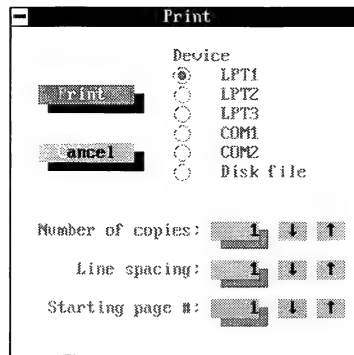 Print
Device
LPT1
Print LPT2
LPT3
Cancel COM1
COM2
Disk file
Number of copies: 1 ↓ ↑
Line spacing: 1 ↓ ↑
Starting page #: 1 ↓ ↑